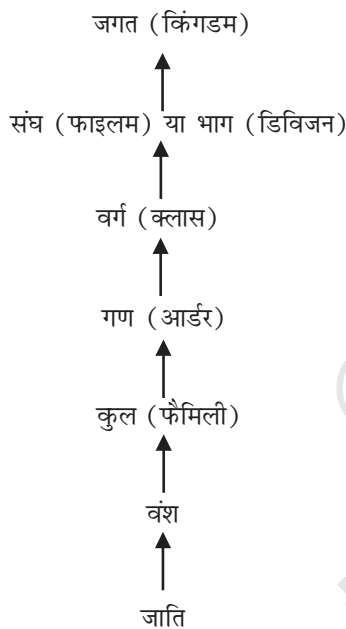 जगत (किंगडम)
संघ (फाइलम) या भाग (डिविजन)
वर्ग (क्लास)
गण (आर्डर)
कुल (फैमिली)
वंश
जाति